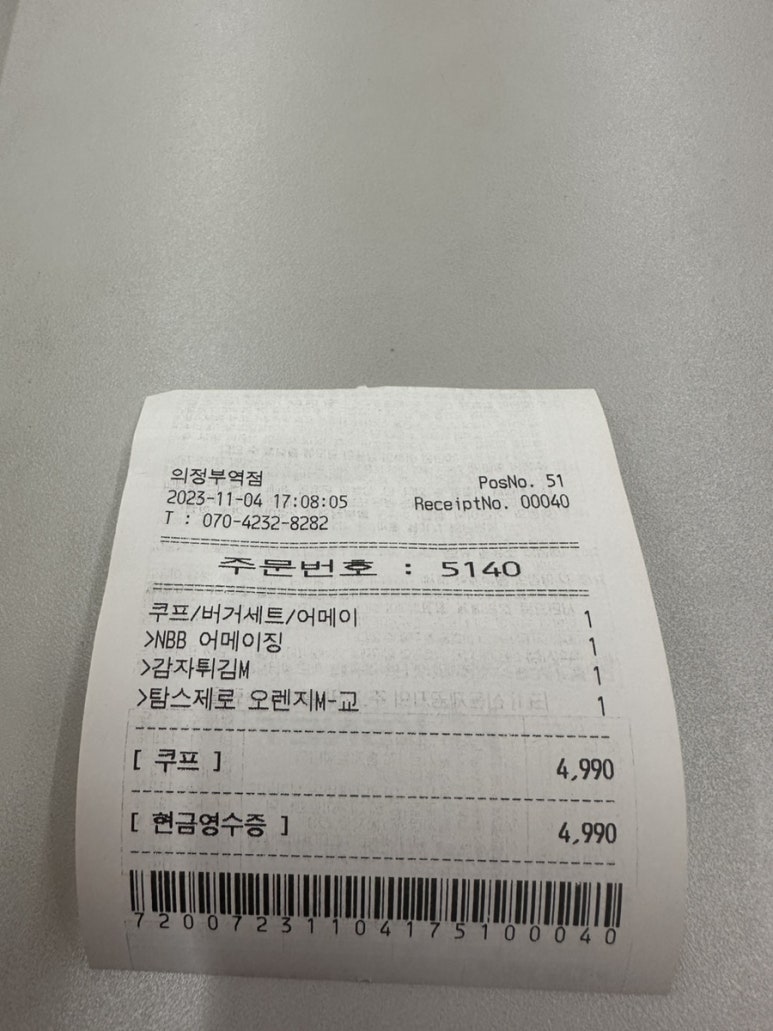 의정부역점 PosNo. 51
2023-11-04 17:08:05 ReceiptNo. 00040
T : 070-4232-8282
주문번호 : 5140
쿠프/버거세트/어메이 1
>NBB 어메이징 1
>감자튀김M 1
>탐스제로 오렌지M-교 1
[ 쿠프 ] 4,990
[ 현금영수증 ] 4,990
7200723110417510004​0